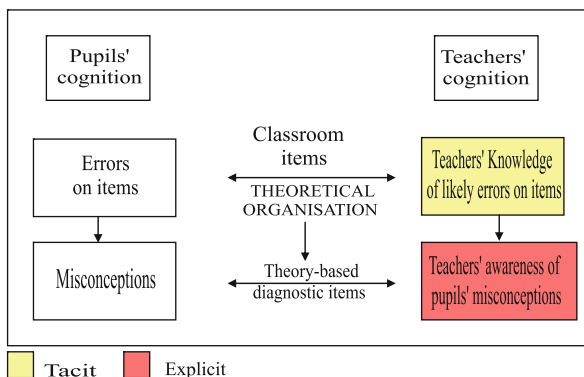 Pupils'
cognition
Teachers'
cognition
Classroom
items
Errors
on items
THEORETICAL
ORGANISATION
Teachers' Knowledge
of likely errors on items
Misconceptions
Theory-based
diagnostic items
Teachers' awareness of
pupils' misconceptions
Tacit
Explicit